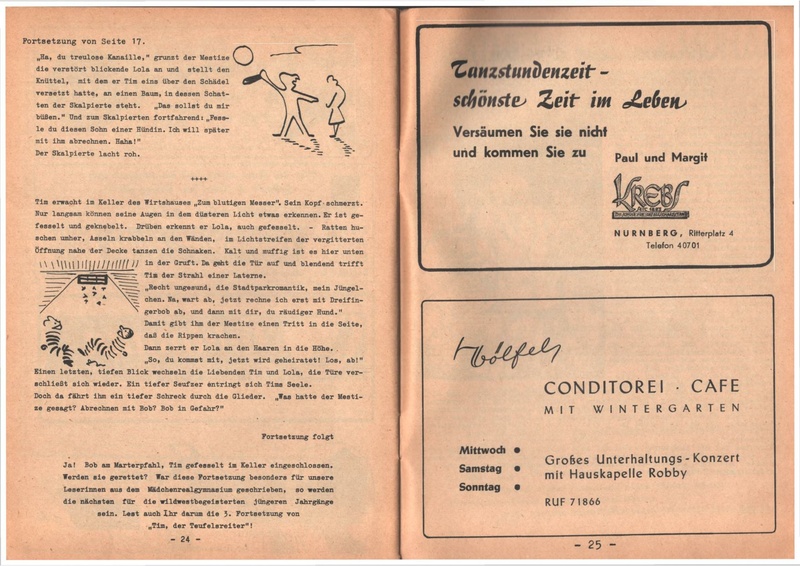 Fortsetzung von Seite 17.
„Ha, du treulose Kanaille," grunst der Mestize
die verstört blickende Lola an und stellt den
Knüttel, mit dem er Tim eins über den Schädel
versetzt hatte, an einen Baum, in dessen Schat-
ten der Skalpierte steht. „Das sollst du mir
büßen." Und zum Skalpierten fortfahrend: „Fess-
le du diesen Sohn einer Hündin. Ich will später
mit ihm abrechnen. Haha!"
Der Skalpierte lacht roh.
++++
Tim erwacht im Keller des Wirtehauses „Zum blutigen Messer". Sein Kopf schmerzt.
Nur langsam können seine Augen in dem düsteren Licht etwas erkennen. Er ist ge-
fesselt und geknebelt. Drüben erkennt er Lola, auch gefesselt. - Ratten hu-
schen umher, Asseln krabbeln an den Wänden, im Lichtstreifen der vergitterten
Öffnung nahe der Decke tanzen die Schnaken. Kalt und muffig ist es hier unten
in der Gruft. Da geht die Tür auf und blendend trifft
Tim der Strahl einer Laterne.
„Recht ungesund, die Stadtparkromantik, mein Jüngel-
chen. Na, wart ab, jetzt rechne ich erst mit Dreifin-
gerbob ab, und dann mit dir, du räudiger Hund."
Damit gibt ihm der Mestize einen Tritt in die Seite,
daß die Rippen krachen.
Dann zerrt er Lola an den Haaren in die Höhe.
„So, du kommst mit, jetzt wird geheiratet! Los, ab!"
Einen letzten, tiefen Blick wechseln die Liebenden Tim und Lola, die Türe ver-
schließt sich wieder. Ein tiefer Seufzer entringt sich Tims Seele.
Doch da fährt ihm ein tiefer Schreck durch die Glieder. „Was hatte der Mesti-
ze gesagt? Abrechnen mit Bob? Bob in Gefahr?"
Fortsetzung folgt
Ja! Bob am Marterpfahl, Tim gefesselt im Keller eingeschlossen.
Werden sie gerettet? War diese Fortsetzung besonders für unsere
Leserinnen aus dem Mädchenrealgymnasium geschrieben, so werden
die nächsten für die wildwestbegeisterten jüngeren Jahrgänge
sein. Lest auch Ihr darum die 3. Fortsetzung von
„Tim, der Teufelsreiter"!
- 24 -
Tanzstundenzeit -
schönste Zeit im Leben
Versäumen Sie sie nicht
und kommen Sie zu
Paul und Margit
KREBS
NÜRNBERG, Ritterplatz 4
Telefon 40701
Wölfel
CONDITOREI · CAFE
MIT WINTERGARTEN
Mittwoch ●
Samstag ●
Sonntag ●
Großes Unterhaltungs-Konzert
mit Hauskapelle Robby
RUF 71866
- 25 -